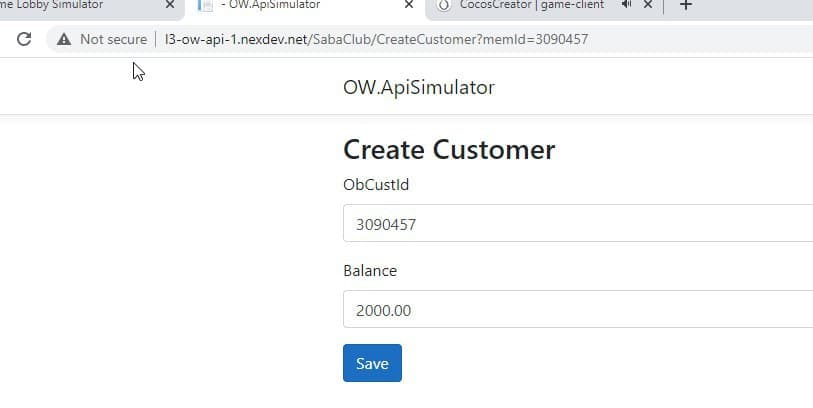 me Lobby Simulator
- OW.ApiSimulator
CocosCreator | game-client
Not secure
l3-ow-api-1.nexdev.net/SabaClub/CreateCustomer?memId=3090457
OW.ApiSimulator
Create Customer
ObCustId
3090457
Balance
2000.00
Save